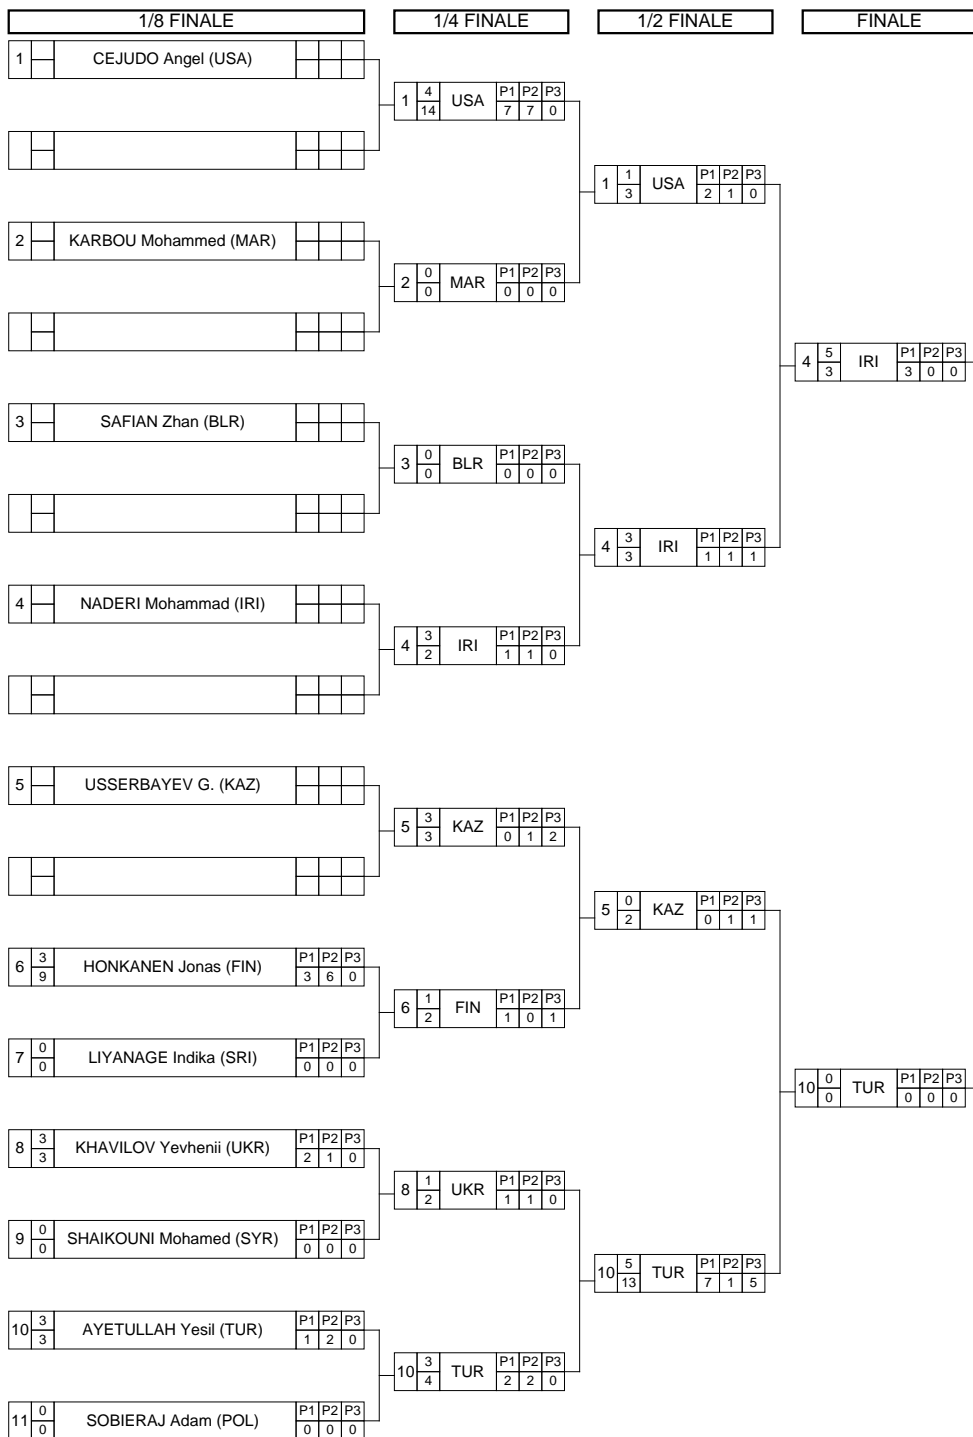 1/8 FINALE 1/4 FINALE 1/2 FINALE FINALE
1 CEJUDO Angel (USA)
1 4 14 USA P1 P2 P3 7 7 0
1 1 3 USA P1 P2 P3 2 1 0
2 KARBOU Mohammed (MAR)
2 0 0 MAR P1 P2 P3 0 0 0
4 5 3 IRI P1 P2 P3 3 0 0
3 SAFIAN Zhan (BLR)
3 0 0 BLR P1 P2 P3 0 0 0
4 3 3 IRI P1 P2 P3 1 1 1
4 NADERI Mohammad (IRI)
4 3 2 IRI P1 P2 P3 1 1 0
5 USSERBAYEV G. (KAZ)
5 3 3 KAZ P1 P2 P3 0 1 2
5 0 2 KAZ P1 P2 P3 0 1 1
6 3 9 HONKANEN Jonas (FIN) P1 P2 P3 3 6 0
6 1 2 FIN P1 P2 P3 1 0 1
7 0 0 LIYANAGE Indika (SRI) P1 P2 P3 0 0 0
10 0 0 TUR P1 P2 P3 0 0 0
8 3 3 KHAVILOV Yevhenii (UKR) P1 P2 P3 2 1 0
8 1 2 UKR P1 P2 P3 1 1 0
9 0 0 SHAIKOUNI Mohamed (SYR) P1 P2 P3 0 0 0
10 5 13 TUR P1 P2 P3 7 1 5
10 3 3 AYETULLAH Yesil (TUR) P1 P2 P3 1 2 0
10 3 4 TUR P1 P2 P3 2 2 0
11 0 0 SOBIERAJ Adam (POL) P1 P2 P3 0 0 0